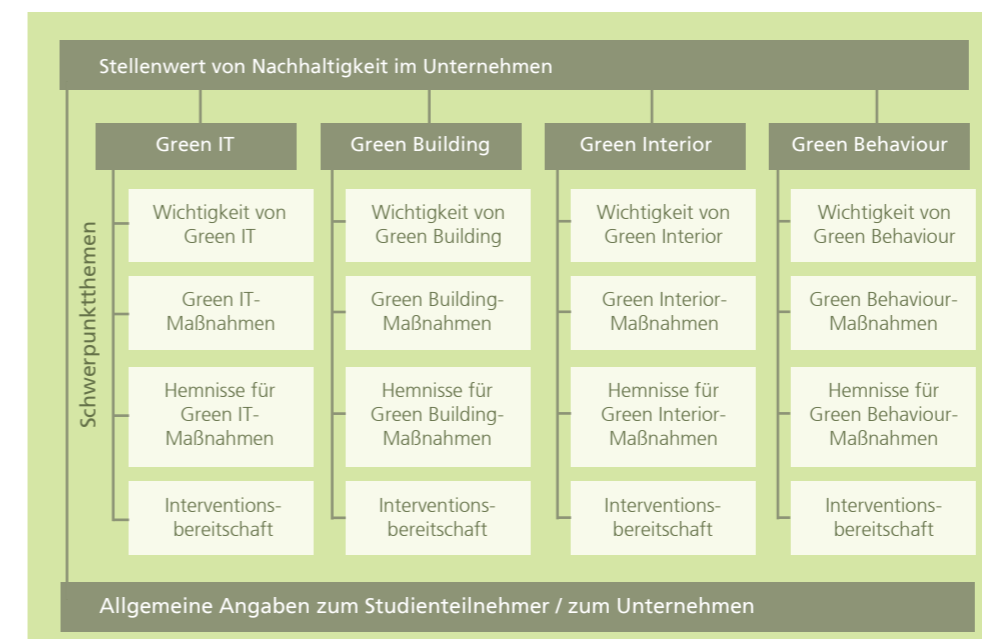 Stellenwert von Nachhaltigkeit im Unternehmen
Schwerpunktthemen
Green IT
Wichtigkeit von
Green IT
Green IT-
Maßnahmen
Hemnisse für
Green IT-
Maßnahmen
Interventions-
bereitschaft
Green Building
Wichtigkeit von
Green Building
Green Building-
Maßnahmen
Hemnisse für
Green Building-
Maßnahmen
Interventions-
bereitschaft
Green Interior
Wichtigkeit von
Green Interior
Green Interior-
Maßnahmen
Hemnisse für
Green Interior-
Maßnahmen
Interventions-
bereitschaft
Green Behaviour
Wichtigkeit von
Green Behaviour
Green Behaviour-
Maßnahmen
Hemnisse für
Green Behaviour-
Maßnahmen
Interventions-
bereitschaft
Allgemeine Angaben zum Studienteilnehmer / zum Unternehmen